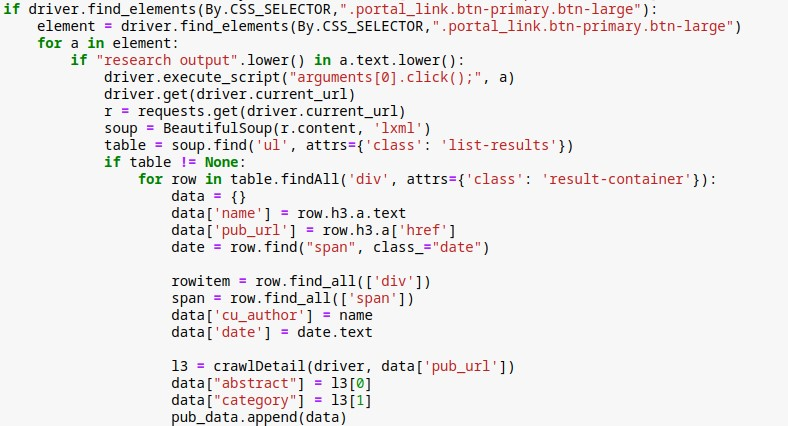 if driver.find_elements(By.CSS_SELECTOR,".portal_link.btn-primary.btn-large"):
    element = driver.find_elements(By.CSS_SELECTOR,".portal_link.btn-primary.btn-large")
    for a in element:
        if "research output".lower() in a.text.lower():
            driver.execute_script("arguments[0].click();", a)
            driver.get(driver.current_url)
            r = requests.get(driver.current_url)
            soup = BeautifulSoup(r.content, 'lxml')
            table = soup.find('ul', attrs={'class': 'list-results'})
            if table != None:
                for row in table.findAll('div', attrs={'class': 'result-container'}):
                    data = {}
                    data['name'] = row.h3.a.text
                    data['pub_url'] = row.h3.a['href']
                    date = row.find("span", class_="date")

                    rowitem = row.find_all(['div'])
                    span = row.find_all(['span'])
                    data['cu_author'] = name
                    data['date'] = date.text

                    l3 = crawlDetail(driver, data['pub_url'])
                    data["abstract"] = l3[0]
                    data["category"] = l3[1]
                    pub_data.append(data)